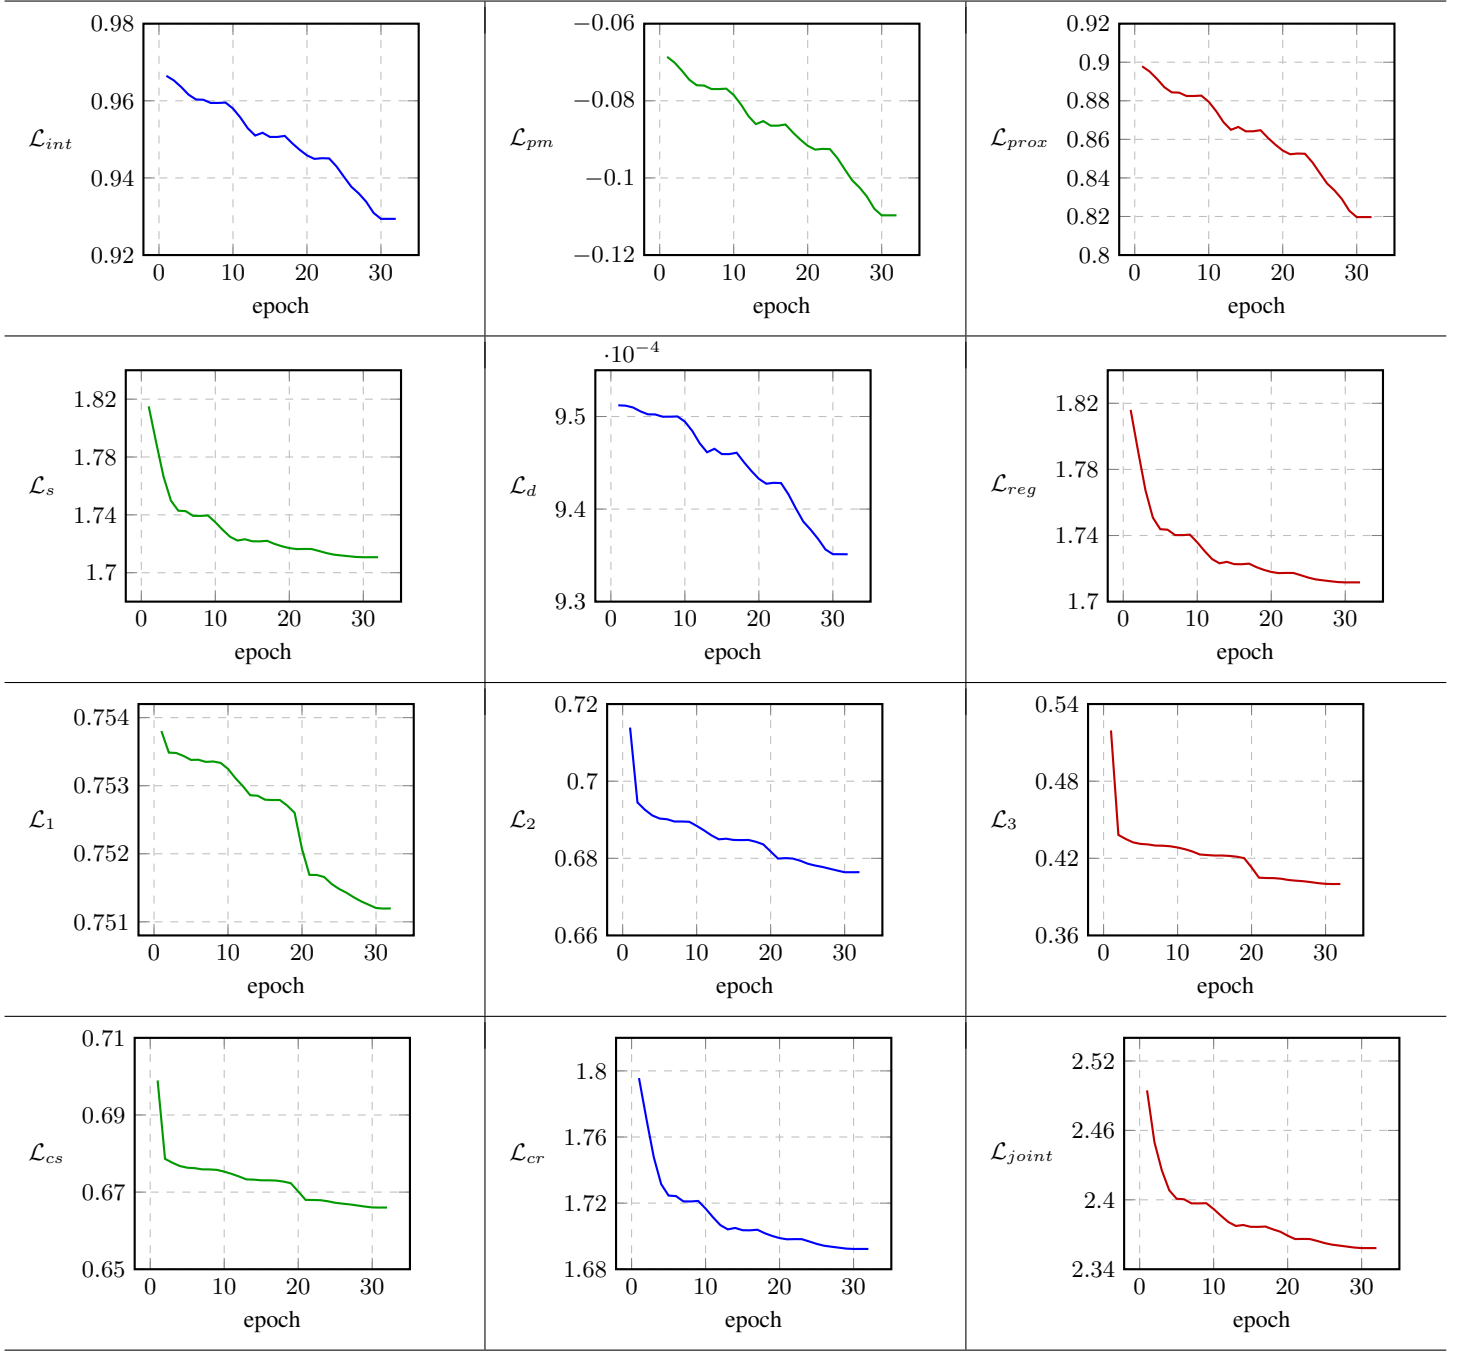 0.98
0.96
0.94
0.92
0 10 20 30
epoch
ℒ_int
−0.06
−0.08
−0.1
−0.12
0 10 20 30
epoch
ℒ_pm
0.92
0.9
0.88
0.86
0.84
0.82
0.8
0 10 20 30
epoch
ℒ_prox
1.82
1.78
1.74
1.7
0 10 20 30
epoch
ℒ_s
·10⁻⁴
9.5
9.4
9.3
0 10 20 30
epoch
ℒ_d
1.82
1.78
1.74
1.7
0 10 20 30
epoch
ℒ_reg
0.754
0.753
0.752
0.751
0 10 20 30
epoch
ℒ_1
0.72
0.7
0.68
0.66
0 10 20 30
epoch
ℒ_2
0.54
0.48
0.42
0.36
0 10 20 30
epoch
ℒ_3
0.71
0.69
0.67
0.65
0 10 20 30
epoch
ℒ_cs
1.8
1.76
1.72
1.68
0 10 20 30
epoch
ℒ_cr
2.52
2.46
2.4
2.34
0 10 20 30
epoch
ℒ_joint